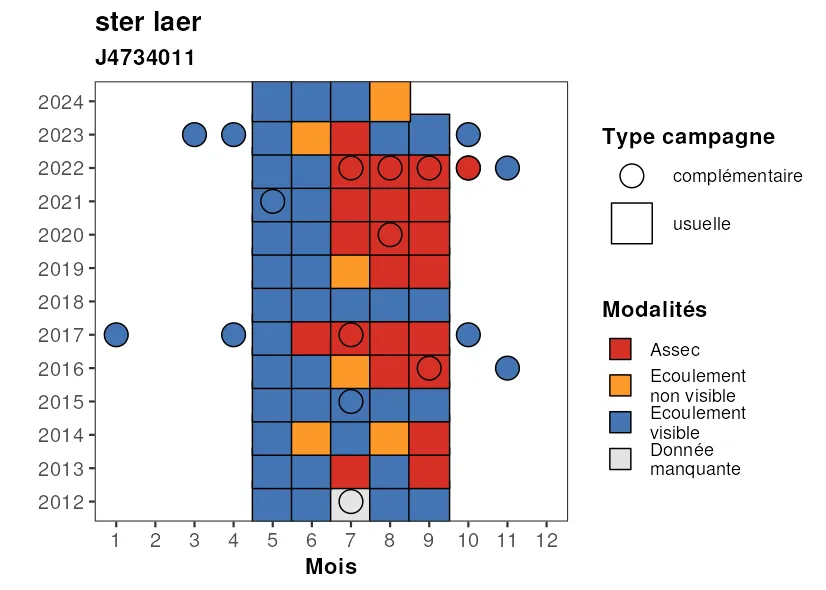 ster laer
J4734011
2024
2023
2022
2021
2020
2019
2018
2017
2016
2015
2014
2013
2012
1 2 3 4 5 6 7 8 9 10 11 12
Mois
Type campagne
complémentaire
usuelle
Modalités
Assec
Ecoulement
non visible
Ecoulement
visible
Donnée
manquante